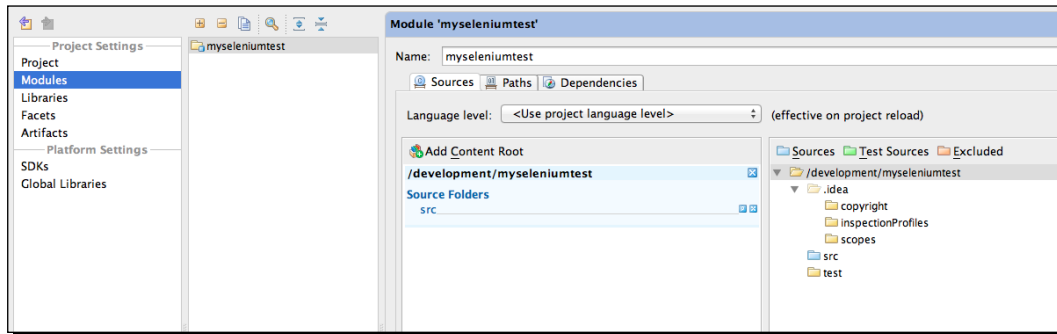 Project Settings
Project
Modules
Libraries
Facets
Artifacts
Platform Settings
SDKs
Global Libraries
myseleniumtest
Module 'myseleniumtest'
Name: myseleniumtest
Sources Paths Dependencies
Language level: <Use project language level> (effective on project reload)
Add Content Root
/development/myseleniumtest
Source Folders
src
Sources Test Sources Excluded
/development/myseleniumtest
.idea
copyright
inspectionProfiles
scopes
src
test